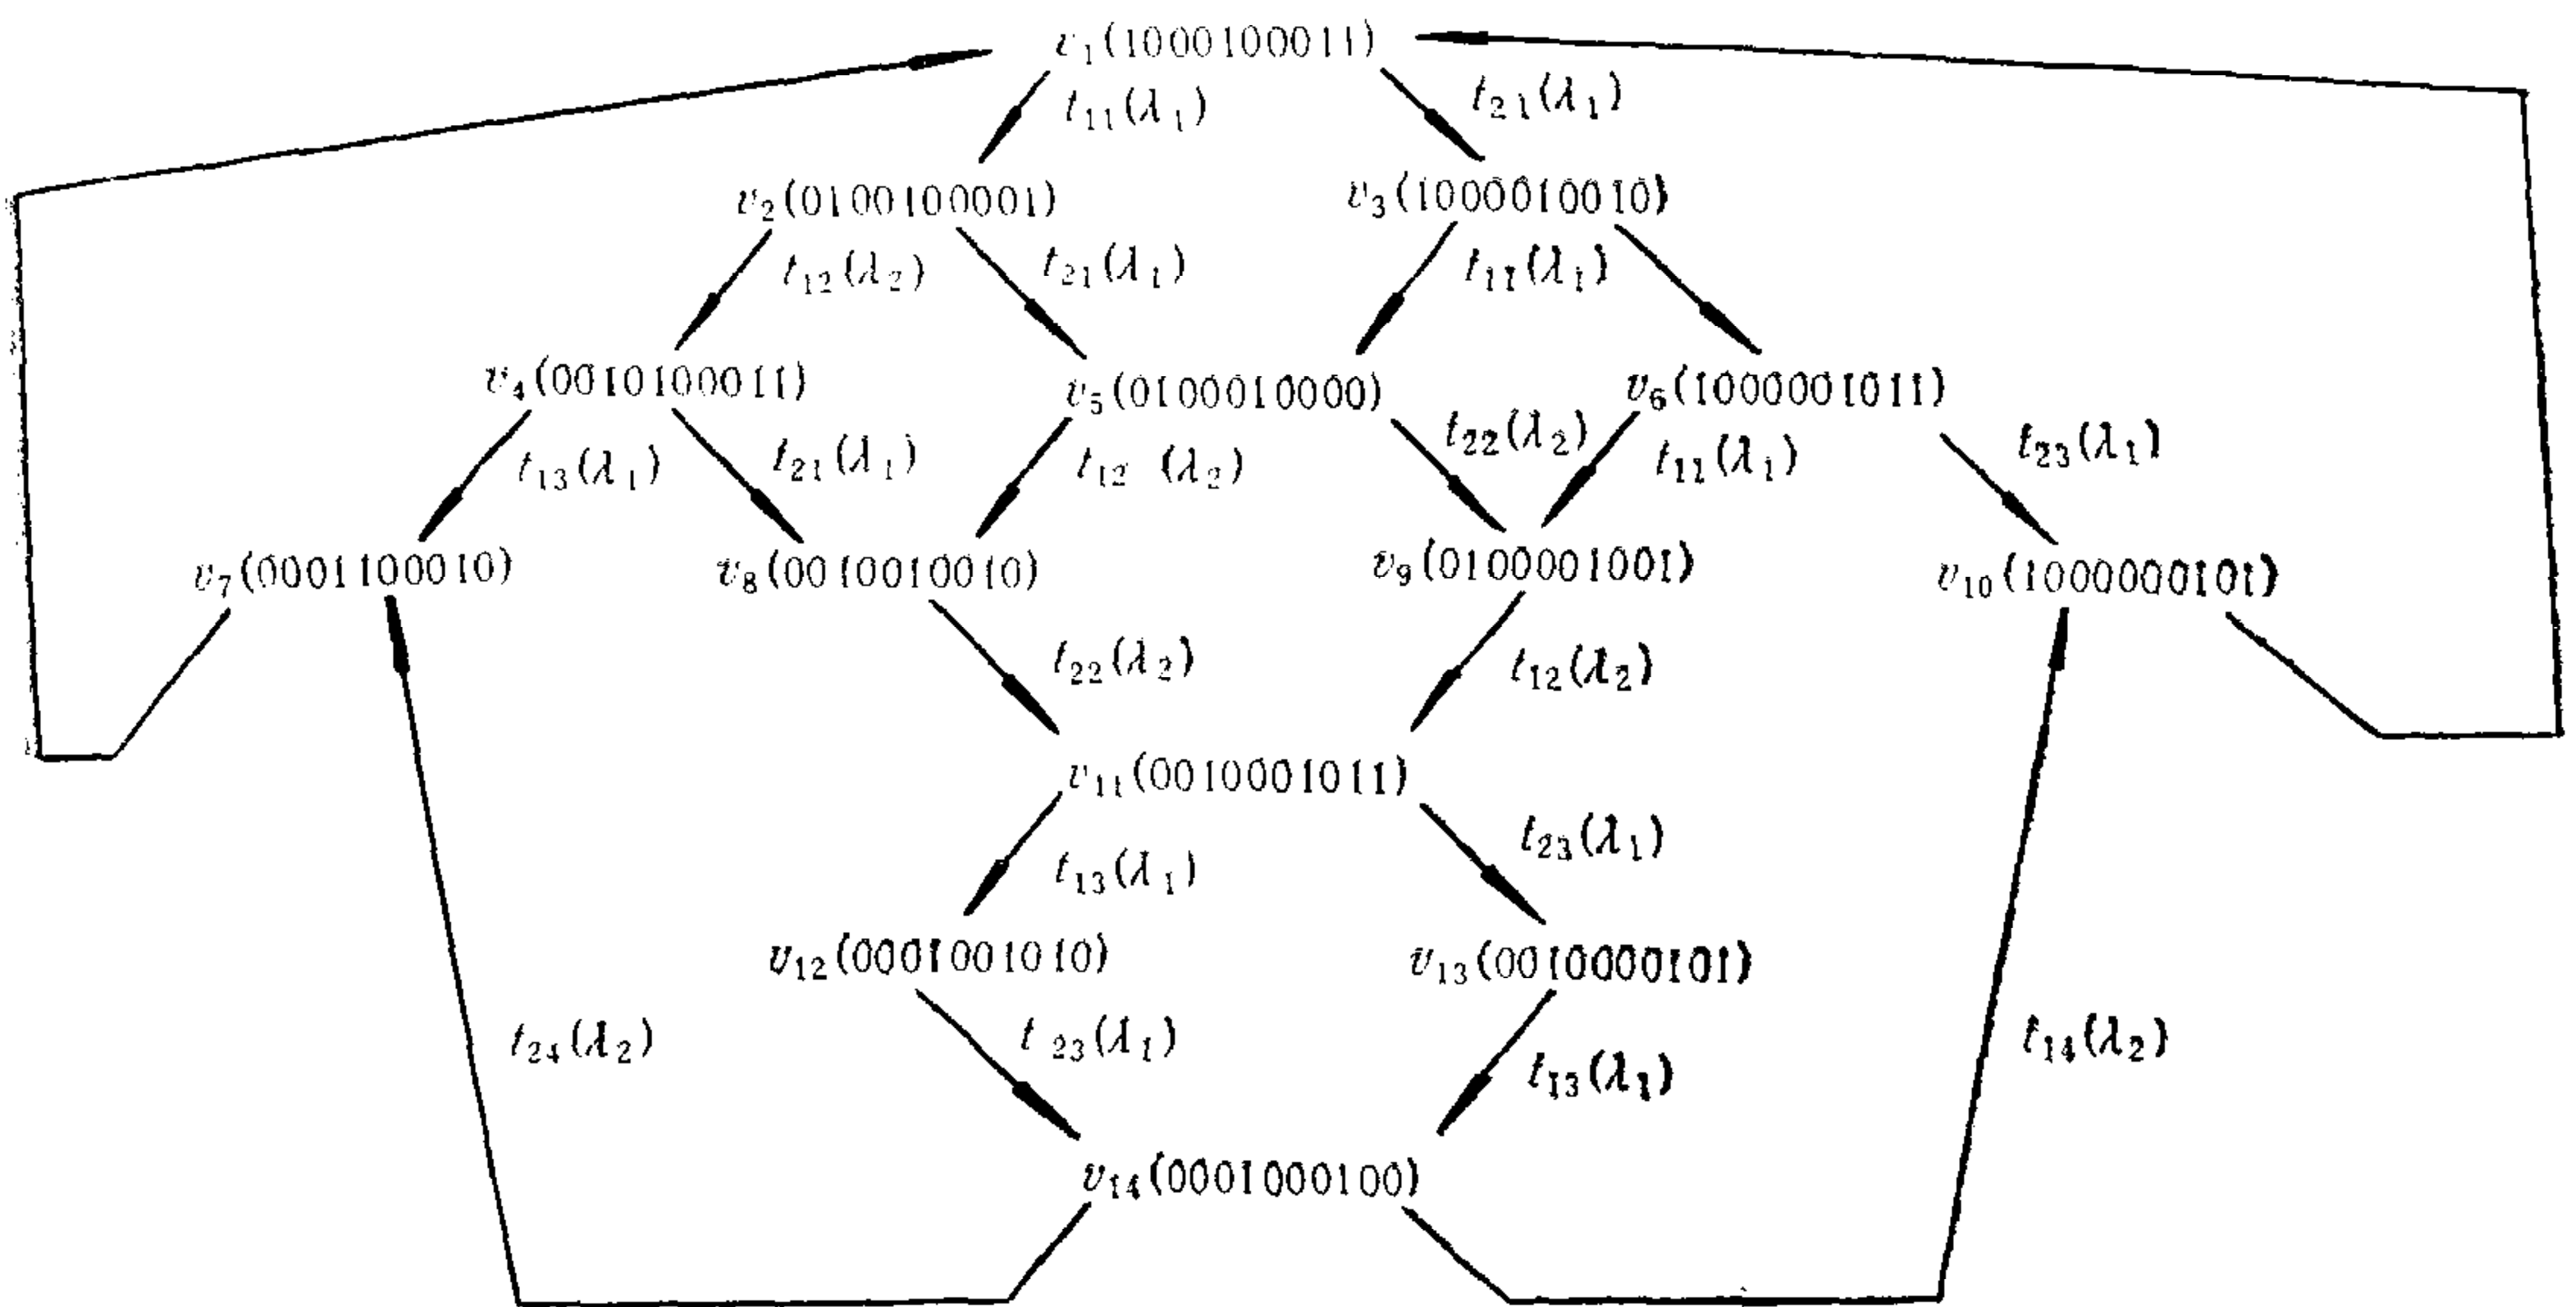 v₁(1000100011)
t₁₁(λ₁) t₂₁(λ₁)
v₂(0100100001) v₃(1000010010)
t₁₂(λ₂) t₂₁(λ₁) t₁₁(λ₁)
v₄(0010100011) v₅(0100010000) v₆(1000001011)
t₁₃(λ₁) t₂₁(λ₁) t₁₂ (λ₂) t₂₂(λ₂) t₁₁(λ₁) t₂₃(λ₁)
v₇(0001100010) v₈(0010010010) v₉(0100001001) v₁₀(1000000101)
t₂₂(λ₂) t₁₂(λ₂)
v₁₁(0010001011)
t₁₃(λ₁) t₂₃(λ₁)
v₁₂(0001001010) v₁₃(0010000101)
t₂₄(λ₂) t₂₃(λ₁) t₁₃(λ₁) t₁₄(λ₂)
v₁₄(0001000100)